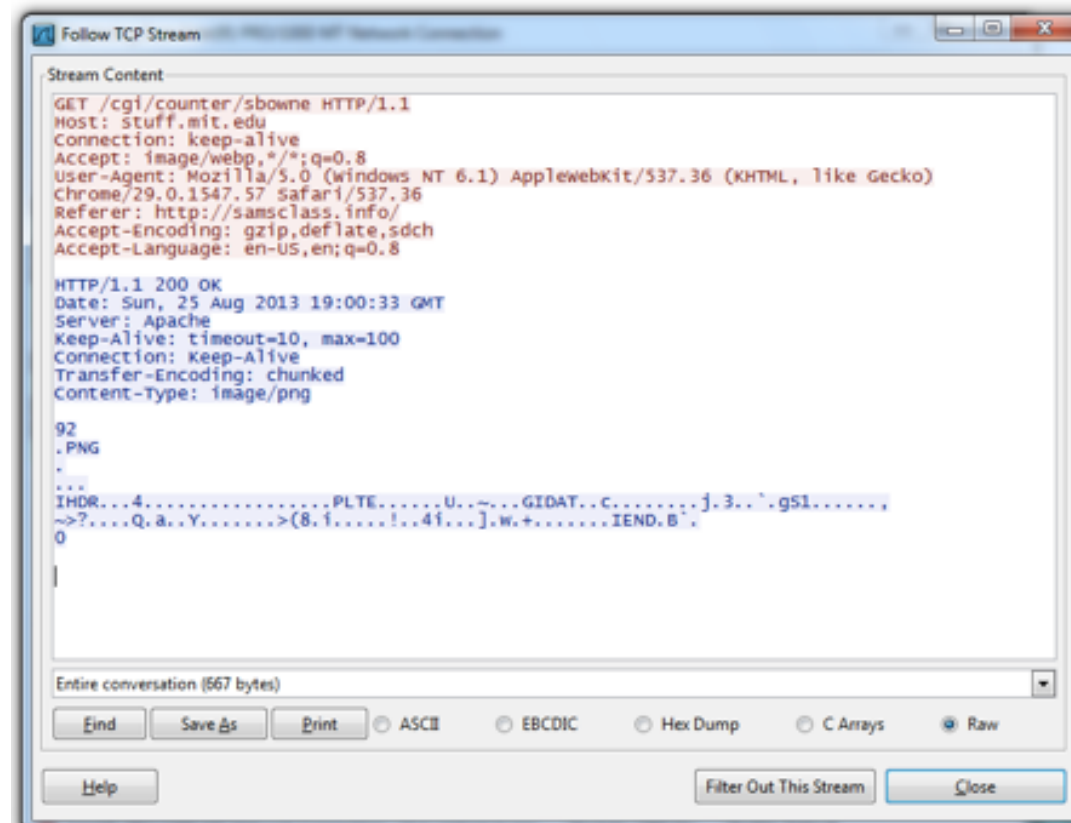 Follow TCP Stream
Stream Content
GET /cgi/counter/sbowne HTTP/1.1
Host: stuff.mit.edu
Connection: keep-alive
Accept: image/webp,*/*;q=0.8
User-Agent: Mozilla/5.0 (Windows NT 6.1) AppleWebKit/537.36 (KHTML, like Gecko)
Chrome/29.0.1547.57 Safari/537.36
Referer: http://samsclass.info/
Accept-Encoding: gzip,deflate,sdch
Accept-Language: en-US,en;q=0.8
HTTP/1.1 200 OK
Date: Sun, 25 Aug 2013 19:00:33 GMT
Server: Apache
Keep-Alive: timeout=10, max=100
Connection: Keep-Alive
Transfer-Encoding: chunked
Content-Type: image/png
92
.PNG
.
...
IHDR...4.................PLTE......U..~...GIDAT..c.........j.3..`.gS1.......,
~>?....Q.a..Y.......>(8.i.....!..4i...].w.+.......IEND.B`.
0
Entire conversation (667 bytes)
Find Save As Print ASCII EBCDIC Hex Dump C Arrays Raw
Help Filter Out This Stream Close